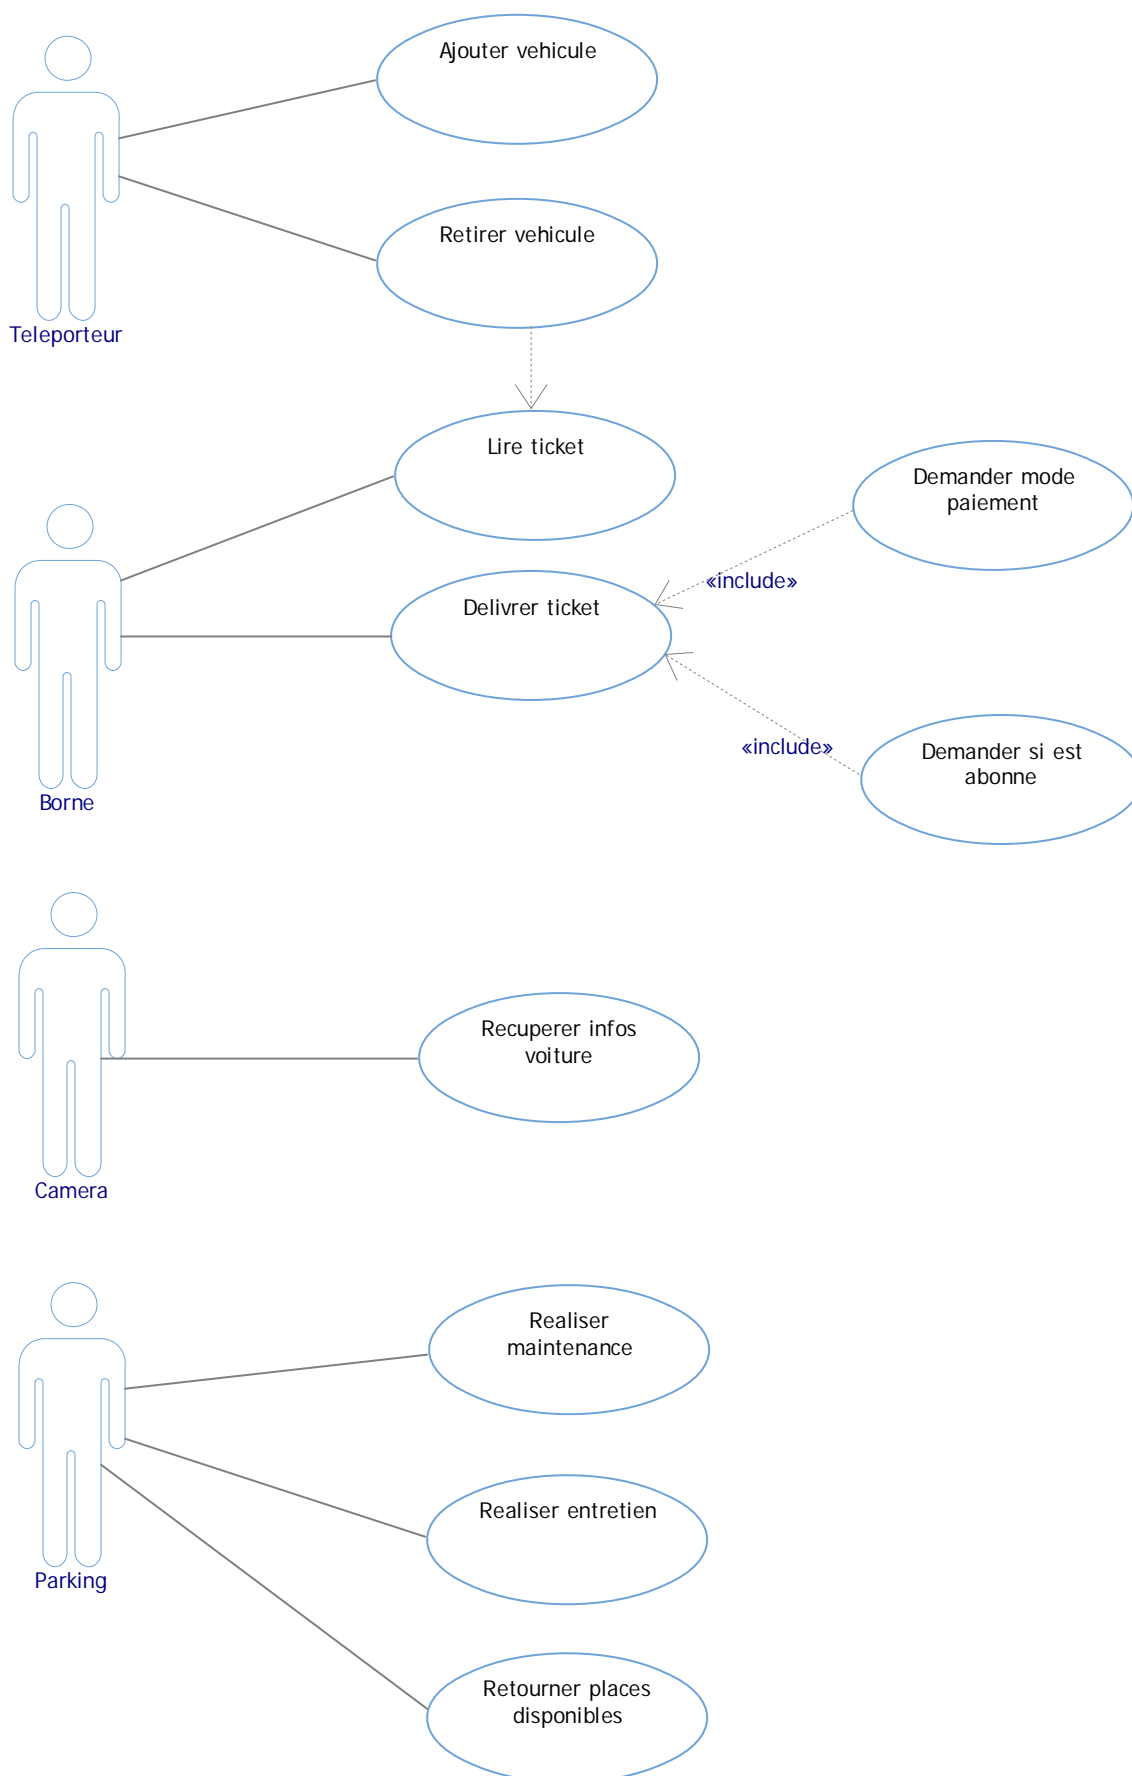 Ajouter vehicule
Retirer vehicule
Teleporteur
Lire ticket
Demander mode
paiement
«include»
Delivrer ticket
«include»
Demander si est
abonne
Borne
Recuperer infos
voiture
Camera
Realiser
maintenance
Realiser entretien
Parking
Retourner places
disponibles